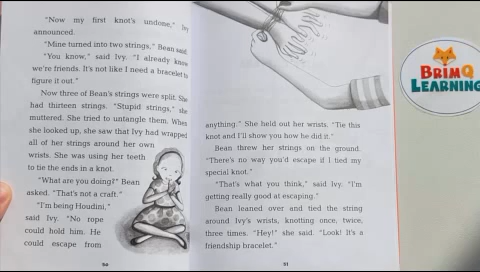 "Now my first knot's undone," Ivy
announced.
"Mine turned into two strings," Bean said.
"You know," said Ivy. "I already know
we're friends. It's not like I need a bracelet to
figure it out."
Now three of Bean's strings were split. She
had thirteen strings. "Stupid strings," she
muttered. She tried to untangle them. When
she looked up, she saw that Ivy had wrapped
all of her strings around her own
wrists. She was using her teeth
to tie the ends in a knot.
"What are you doing?" Bean
asked. "That's not a craft."
"I'm being Houdini,"
said Ivy. "No rope
could hold him. He
could escape from
50
anything." She held out her wrists. "Tie this
knot and I'll show you how he did it."
Bean threw her strings on the ground.
"There's no way you'd escape if I tied my
special knot."
"That's what you think," said Ivy. "I'm
getting really good at escaping."
Bean leaned over and tied the string
around Ivy's wrists, knotting once, twice,
three times. "Hey!" she said. "Look! It's a
friendship bracelet."
51
BRIMQ
LEARNING